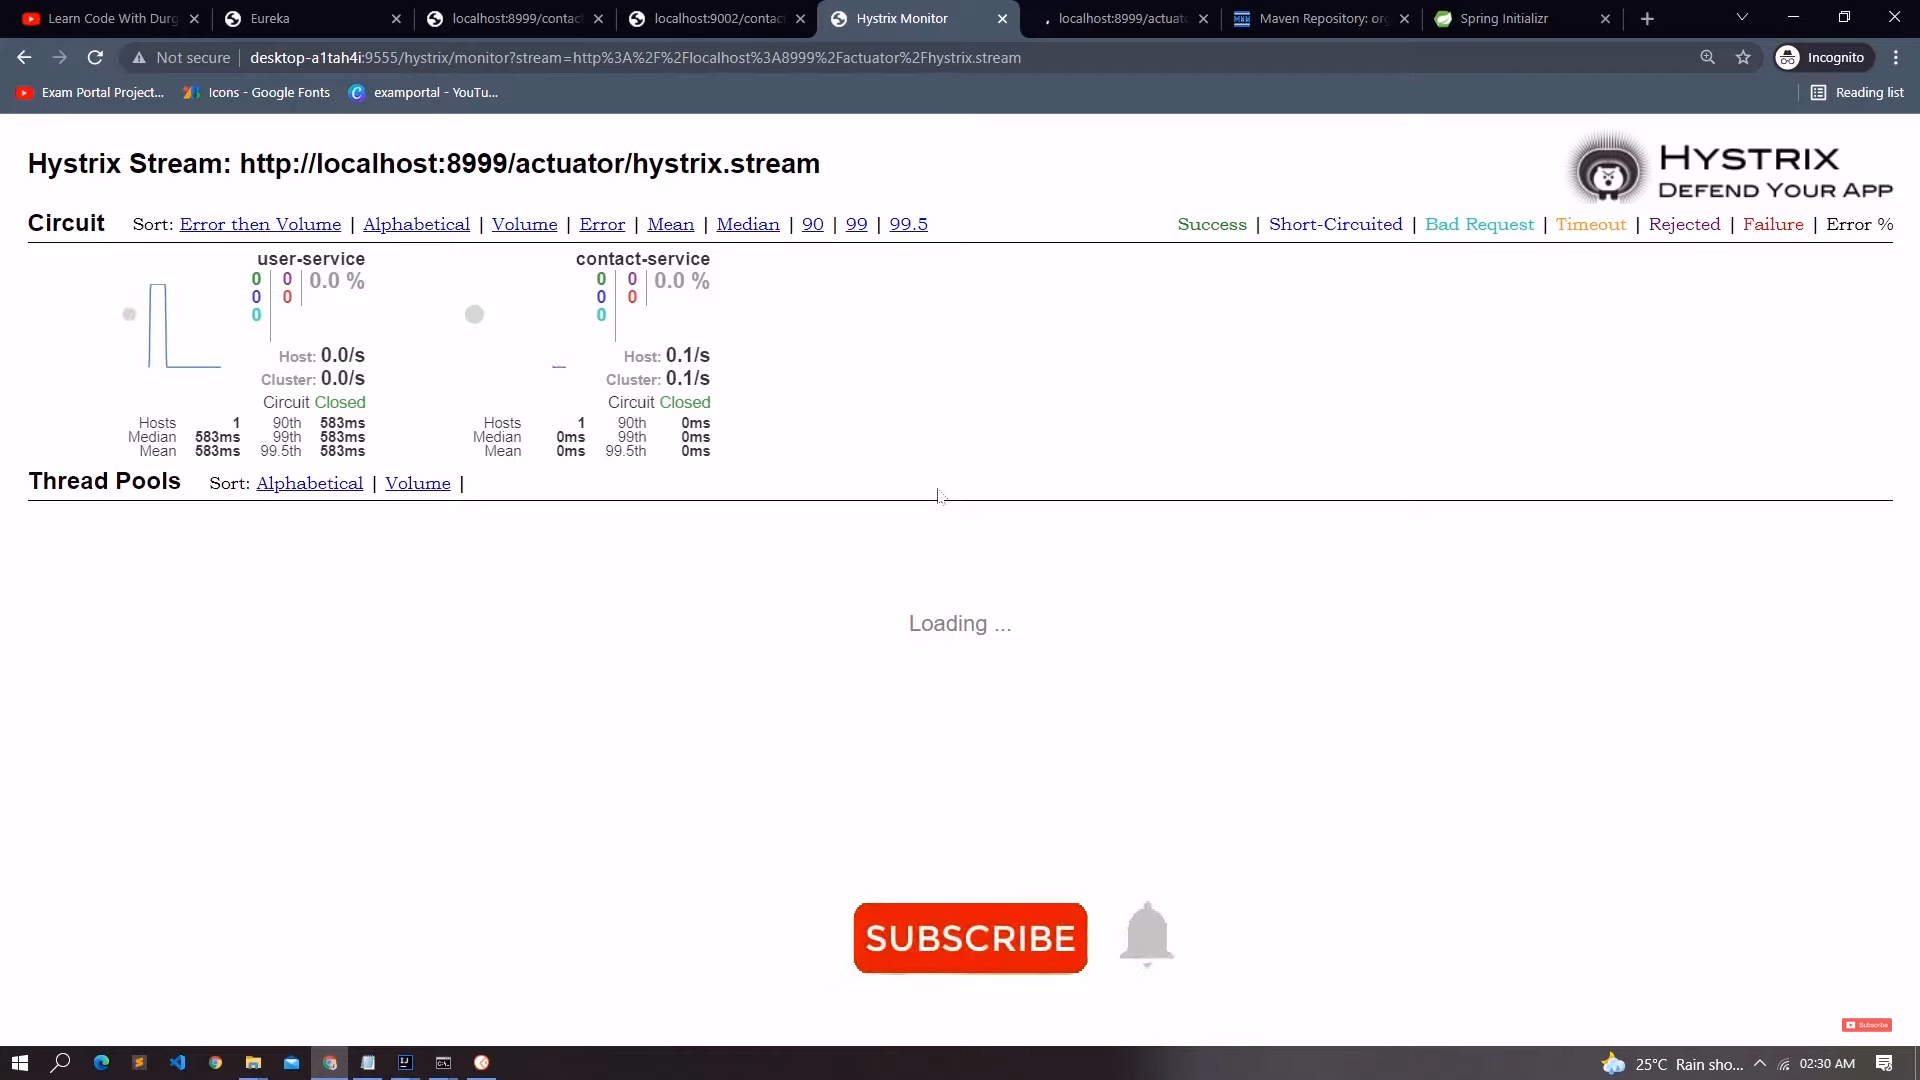 Learn Code With Durg
Eureka
localhost:8999/contac
localhost:9002/contac
Hystrix Monitor
localhost:8999/actuato
Maven Repository: org
Spring Initializr
Not secure
desktop-a1tah4i:9555/hystrix/monitor?stream=http%3A%2F%2Flocalhost%3A8999%2Factuator%2Fhystrix.stream
Incognito
Exam Portal Project...
Icons - Google Fonts
examportal - YouTu...
Reading list
Hystrix Stream: http://localhost:8999/actuator/hystrix.stream
HYSTRIX
DEFEND YOUR APP
Circuit Sort: Error then Volume | Alphabetical | Volume | Error | Mean | Median | 90 | 99 | 99.5
Success | Short-Circuited | Bad Request | Timeout | Rejected | Failure | Error %
user-service
0 0 0.0 %
0 0
0
Host: 0.0/s
Cluster: 0.0/s
Circuit Closed
Hosts 1 90th 583ms
Median 583ms 99th 583ms
Mean 583ms 99.5th 583ms
contact-service
0 0 0.0 %
0 0
0
Host: 0.1/s
Cluster: 0.1/s
Circuit Closed
Hosts 1 90th 0ms
Median 0ms 99th 0ms
Mean 0ms 99.5th 0ms
Thread Pools Sort: Alphabetical | Volume |
Loading ...
SUBSCRIBE
Subscribe
25°C Rain sho...
02:30 AM